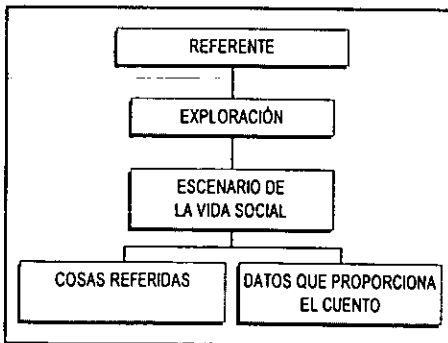 REFERENTE
EXPLORACIÓN
ESCENARIO DE
LA VIDA SOCIAL
COSAS REFERIDAS
DATOS QUE PROPORCIONA
EL CUENTO